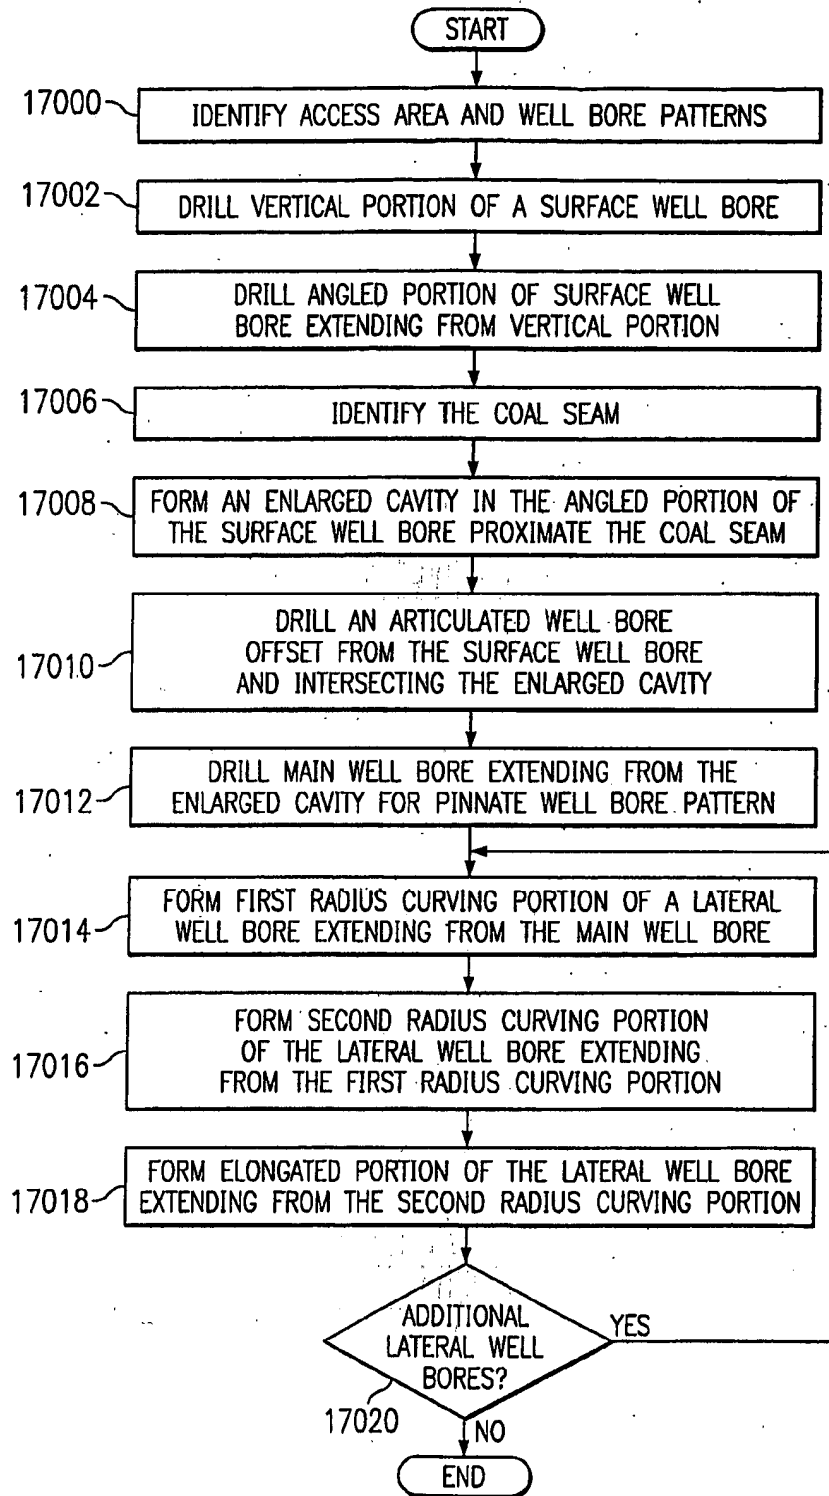 START
17000
IDENTIFY ACCESS AREA AND WELL BORE PATTERNS
17002
DRILL VERTICAL PORTION OF A SURFACE WELL BORE
17004
DRILL ANGLED PORTION OF SURFACE WELL
BORE EXTENDING FROM VERTICAL PORTION
17006
IDENTIFY THE COAL SEAM
17008
FORM AN ENLARGED CAVITY IN THE ANGLED PORTION OF
THE SURFACE WELL BORE PROXIMATE THE COAL SEAM
17010
DRILL AN ARTICULATED WELL BORE
OFFSET FROM THE SURFACE WELL BORE
AND INTERSECTING THE ENLARGED CAVITY
17012
DRILL MAIN WELL BORE EXTENDING FROM THE
ENLARGED CAVITY FOR PINNATE WELL BORE PATTERN
17014
FORM FIRST RADIUS CURVING PORTION OF A LATERAL
WELL BORE EXTENDING FROM THE MAIN WELL BORE
17016
FORM SECOND RADIUS CURVING PORTION
OF THE LATERAL WELL BORE EXTENDING
FROM THE FIRST RADIUS CURVING PORTION
17018
FORM ELONGATED PORTION OF THE LATERAL WELL BORE
EXTENDING FROM THE SECOND RADIUS CURVING PORTION
ADDITIONAL
LATERAL WELL
BORES?
YES
17020
NO
END